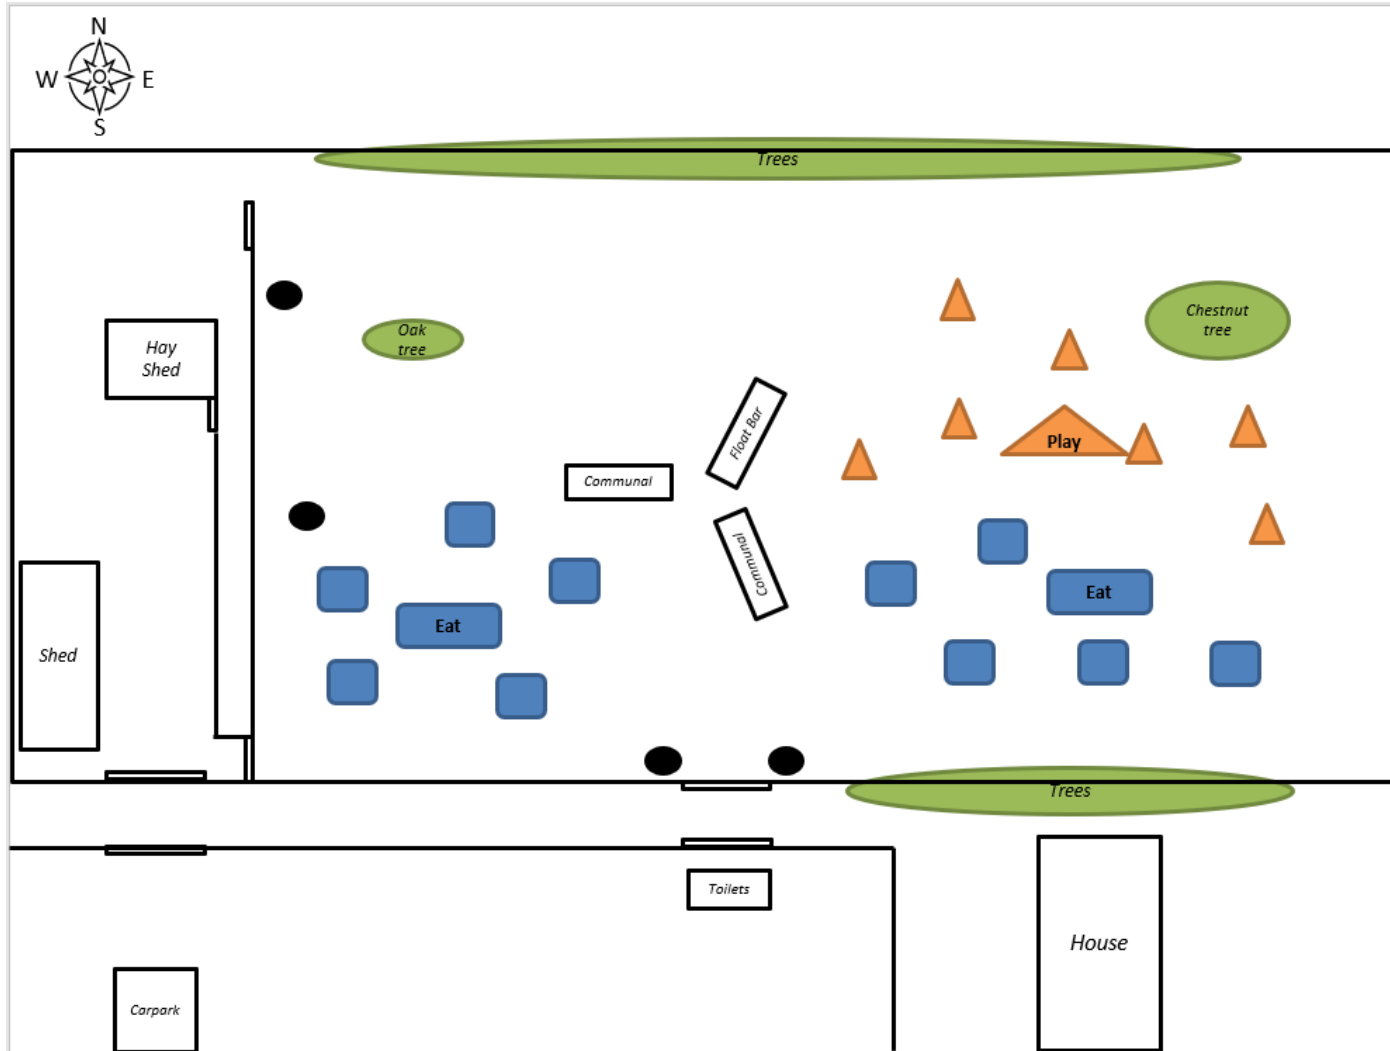 N
W E
S
Trees
Oak
tree
Chestnut
tree
Hay
Shed
Float Bar
Play
Communal
Communal
Eat
Eat
Shed
Trees
Toilets
House
Carpark